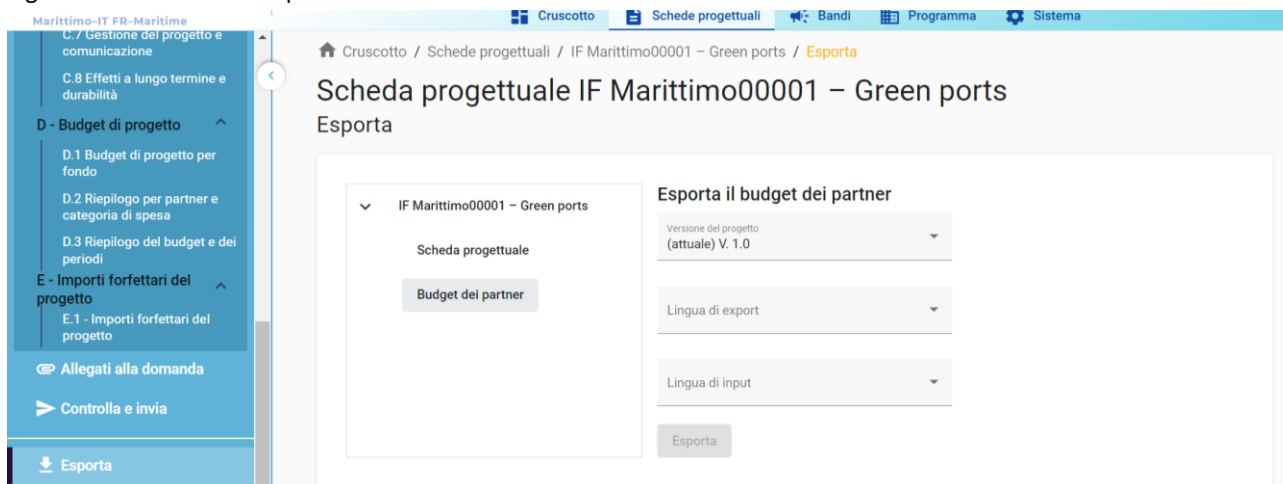 Marittimo–IT FR–Maritime
Cruscotto
Schede progettuali
Bandi
Programma
Sistema
C.7 Gestione del progetto e
comunicazione
C.8 Effetti a lungo termine e
durabilità
D - Budget di progetto
D.1 Budget di progetto per
fondo
D.2 Riepilogo per partner e
categoria di spesa
D.3 Riepilogo del budget e dei
periodi
E - Importi forfettari del
progetto
E.1 - Importi forfettari del
progetto
Allegati alla domanda
Controlla e invia
Esporta
Cruscotto / Schede progettuali / IF Marittimo00001 – Green ports / Esporta
Scheda progettuale IF Marittimo00001 – Green ports
Esporta
IF Marittimo00001 – Green ports
Scheda progettuale
Budget dei partner
Esporta il budget dei partner
Versione del progetto
(attuale) V. 1.0
Lingua di export
Lingua di input
Esporta